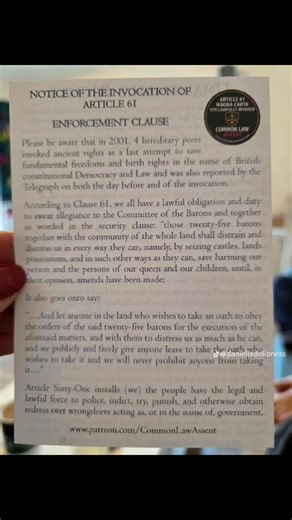 NOTICE OF THE INVOCATION OF
ARTICLE 61
ENFORCEMENT CLAUSE
ARTICLE 61
MAGNA CARTA
COMMON LAW
ASSENT
Please be aware that in 2001, 4 hereditary peers
invoked ancient rights as a last attempt to save
fundamental freedoms and birth rights in the name of British
constitutional Democracy and Law and was also reported by the
Telegraph on both the day before and of the invocation.
According to Clause 61, we all have a lawful obligation and duty
to swear allegiance to the Committee of the Barons and together
as worded in the security clause: "those twenty-five barons
together with the community of the whole land shall distrain and
distress us in every way they can, namely, by seizing castles, lands
possessions, and in such other ways as they can, save harming our
person and the persons of our queen and our children, until, in
their opinion, amends have been made;
It also goes onto say:
"…And let anyone in the land who wishes to take an oath to obey
the orders of the said twenty-five barons for the execution of the
aforesaid matters, and with them to distress us as much as he can,
and we publicly and freely give anyone leave to take the oath who
wishes to take it and we will never prohibit anyone from taking
it…"
@danielledelioness
Article Sixty-One installs (we) the people have the legal and
lawful force to police, indict, try, punish, and otherwise obtain
redress over wrongdoers acting as, or in the name of, government.
www.patreon.com/CommonLawAssent